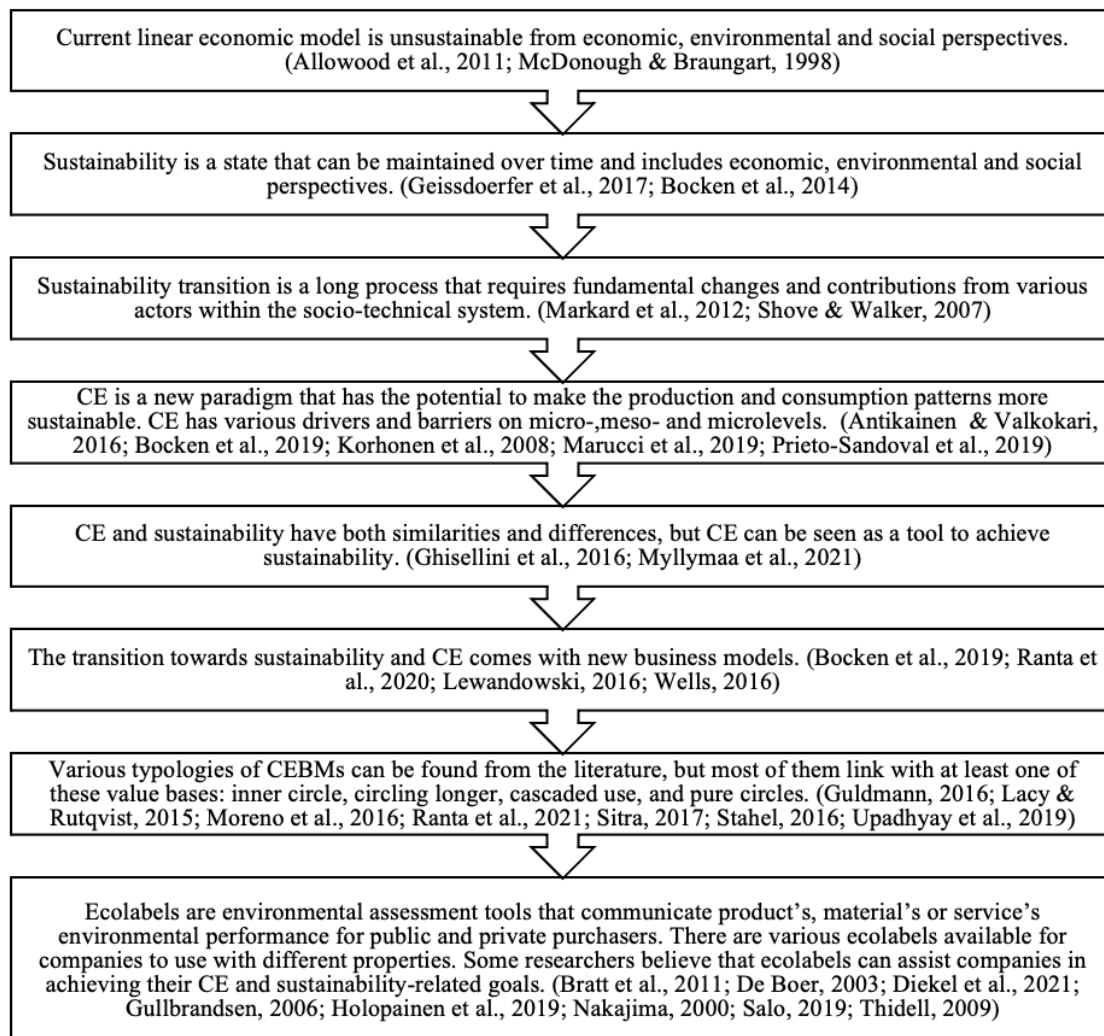 Current linear economic model is unsustainable from economic, environmental and social perspectives.
(Allowood et al., 2011; McDonough & Braungart, 1998)
Sustainability is a state that can be maintained over time and includes economic, environmental and social
perspectives. (Geissdoerfer et al., 2017; Bocken et al., 2014)
Sustainability transition is a long process that requires fundamental changes and contributions from various
actors within the socio-technical system. (Markard et al., 2012; Shove & Walker, 2007)
CE is a new paradigm that has the potential to make the production and consumption patterns more
sustainable. CE has various drivers and barriers on micro-,meso- and microlevels. (Antikainen & Valkokari,
2016; Bocken et al., 2019; Korhonen et al., 2008; Marucci et al., 2019; Prieto-Sandoval et al., 2019)
CE and sustainability have both similarities and differences, but CE can be seen as a tool to achieve
sustainability. (Ghisellini et al., 2016; Myllymaa et al., 2021)
The transition towards sustainability and CE comes with new business models. (Bocken et al., 2019; Ranta et
al., 2020; Lewandowski, 2016; Wells, 2016)
Various typologies of CEBMs can be found from the literature, but most of them link with at least one of
these value bases: inner circle, circling longer, cascaded use, and pure circles. (Guldmann, 2016; Lacy &
Rutqvist, 2015; Moreno et al., 2016; Ranta et al., 2021; Sitra, 2017; Stahel, 2016; Upadhyay et al., 2019)
Ecolabels are environmental assessment tools that communicate product's, material's or service's
environmental performance for public and private purchasers. There are various ecolabels available for
companies to use with different properties. Some researchers believe that ecolabels can assist companies in
achieving their CE and sustainability-related goals. (Bratt et al., 2011; De Boer, 2003; Diekel et al., 2021;
Gullbrandsen, 2006; Holopainen et al., 2019; Nakajima, 2000; Salo, 2019; Thidell, 2009)